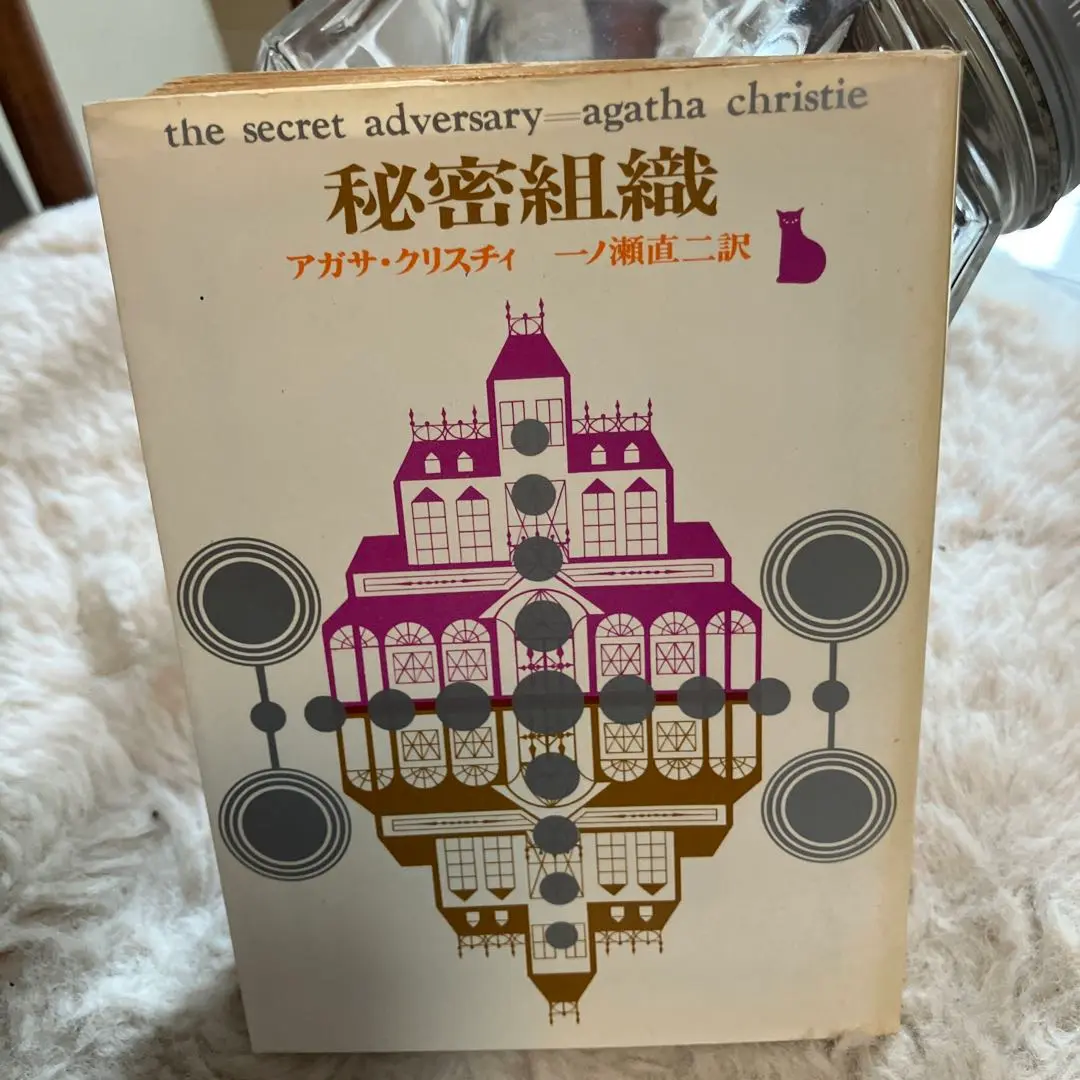 the secret adversary=agatha christie
秘密組織
アガサ・クリスチィ 一ノ瀬直二訳